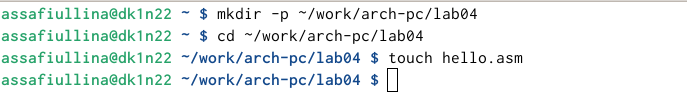 assafiullina@dk1n22 ~ $ mkdir -p ~/work/arch-pc/lab04
assafiullina@dk1n22 ~ $ cd ~/work/arch-pc/lab04
assafiullina@dk1n22 ~/work/arch-pc/lab04 $ touch hello.asm
assafiullina@dk1n22 ~/work/arch-pc/lab04 $